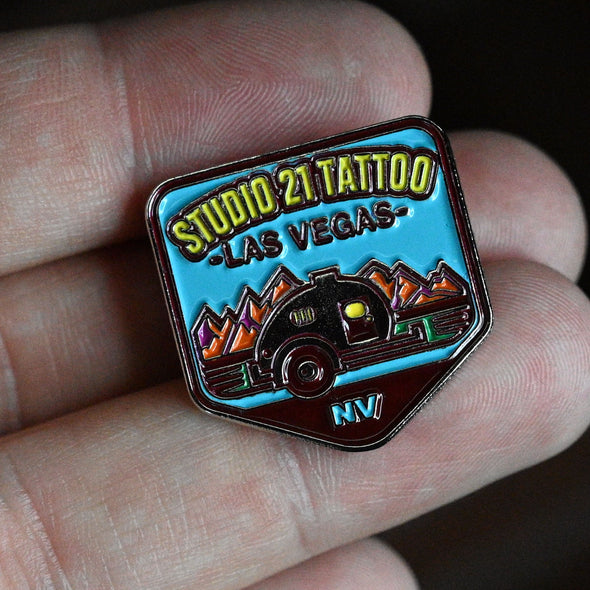 STUDIO 21 TATTOO
-LAS VEGAS-
NV